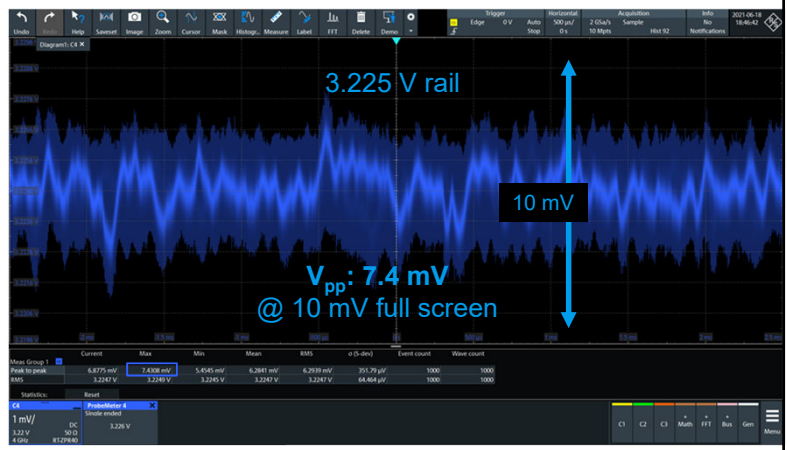 Undo Redo Help Saveset Image Zoom Cursor Mask Histogr... Measure Label FFT Delete Demo
Trigger
Edge 0 V Auto
Stop
Horizontal
500 µs/
0 s
Acquisition
2 GSa/s Sample
10 Mpts Hist 92
Info
No
Notifications
2021-06-18
18:46:42
Diagram1: C4 ×
3.225 V rail
10 mV
Vpp: 7.4 mV
@ 10 mV full screen
Current Max Min Mean RMS σ (S-dev) Event count Wave count
Meas Group 1
Peak to peak 6.8775 mV 7.4308 mV 5.4545 mV 6.2841 mV 6.2939 mV 351.79 µV 1000 1000
RMS 3.2247 V 3.2249 V 3.2245 V 3.2247 V 3.2247 V 64.464 µV 1000 1000
Statistics: Reset
C4
1 mV/
DC
3.22 V 50 Ω
4 GHz RT-ZPR40
ProbeMeter 4 X
Single ended
3.226 V
C1 C2 C3 Math FFT Bus Gen
Menu